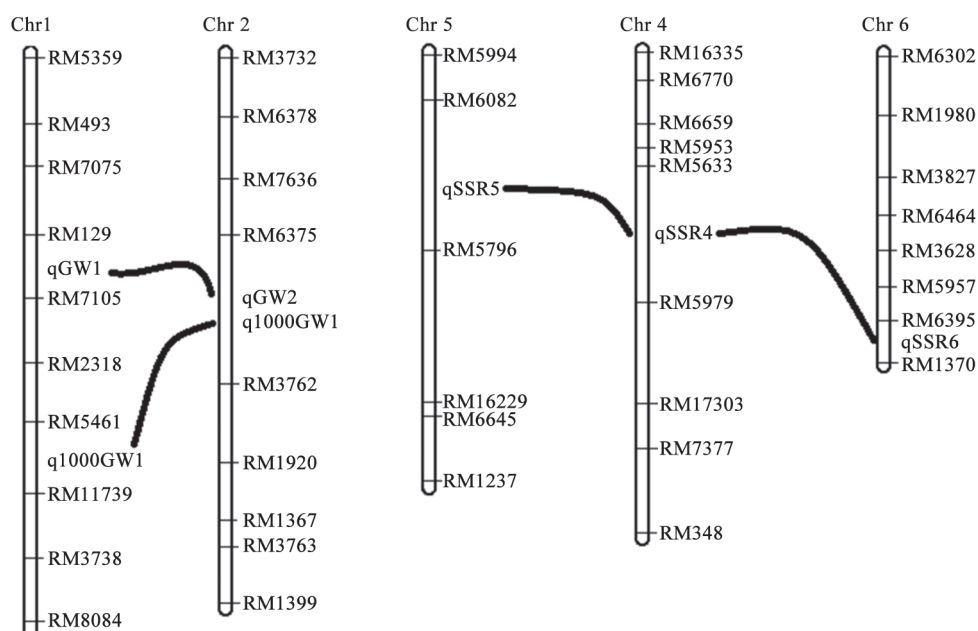 Chr1
RM5359
RM493
RM7075
RM129
qGW1
RM7105
RM2318
RM5461
q1000GW1
RM11739
RM3738
RM8084
Chr 2
RM3732
RM6378
RM7636
RM6375
qGW2
q1000GW1
RM3762
RM1920
RM1367
RM3763
RM1399
Chr 5
RM5994
RM6082
qSSR5
RM5796
RM16229
RM6645
RM1237
Chr 4
RM16335
RM6770
RM6659
RM5953
RM5633
qSSR4
RM5979
RM17303
RM7377
RM348
Chr 6
RM6302
RM1980
RM3827
RM6464
RM3628
RM5957
RM6395
qSSR6
RM1370